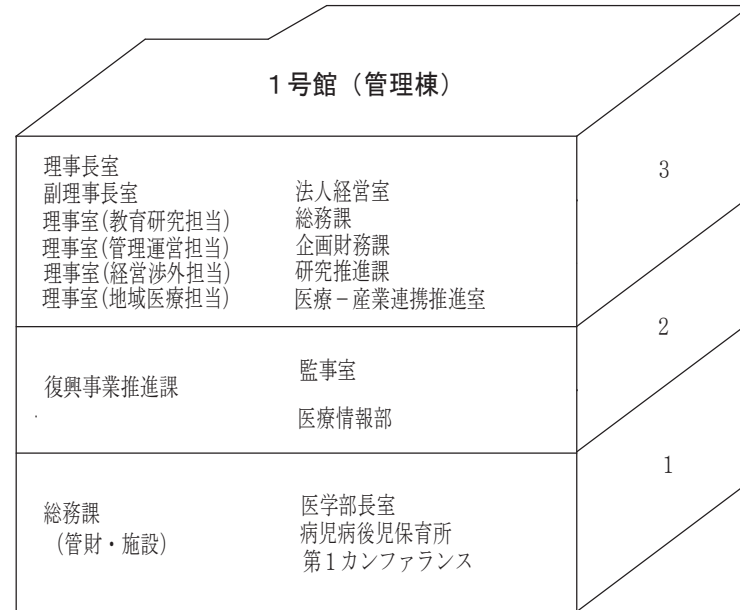 1号館（管理棟）
理事長室
副理事長室
理事室(教育研究担当)
理事室(管理運営担当)
理事室(経営渉外担当)
理事室(地域医療担当)
法人経営室
総務課
企画財務課
研究推進課
医療－産業連携推進室
3
復興事業推進課
監事室
医療情報部
2
総務課
（管財・施設）
医学部長室
病児病後児保育所
第1カンファランス
1